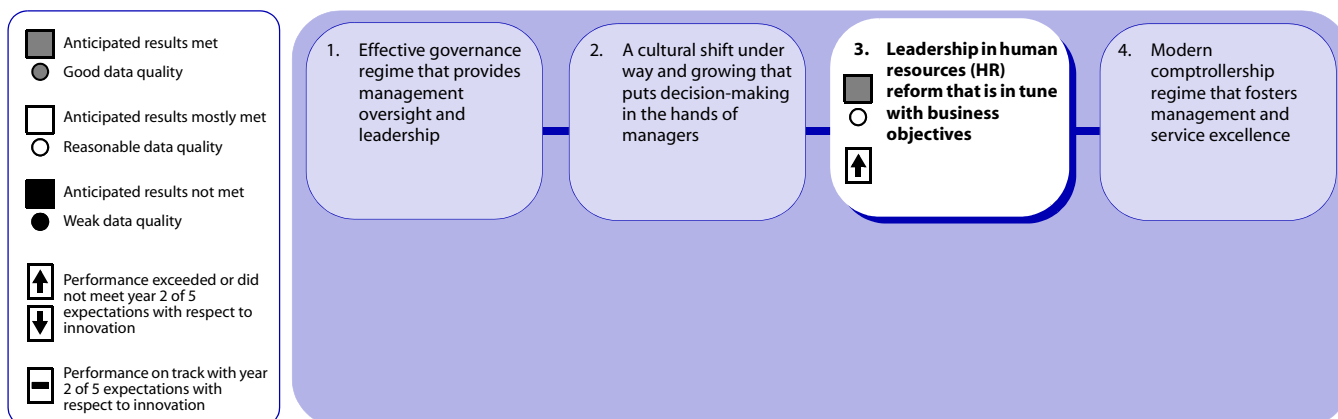 Anticipated results met
Good data quality
Anticipated results mostly met
Reasonable data quality
Anticipated results not met
Weak data quality
Performance exceeded or did
not meet year 2 of 5
expectations with respect to
innovation
Performance on track with year
2 of 5 expectations with
respect to innovation
1. Effective governance
regime that provides
management
oversight and
leadership
2. A cultural shift under
way and growing that
puts decision-making
in the hands of
managers
3. Leadership in human
resources (HR)
reform that is in tune
with business
objectives
4. Modern
comptrollership
regime that fosters
management and
service excellence